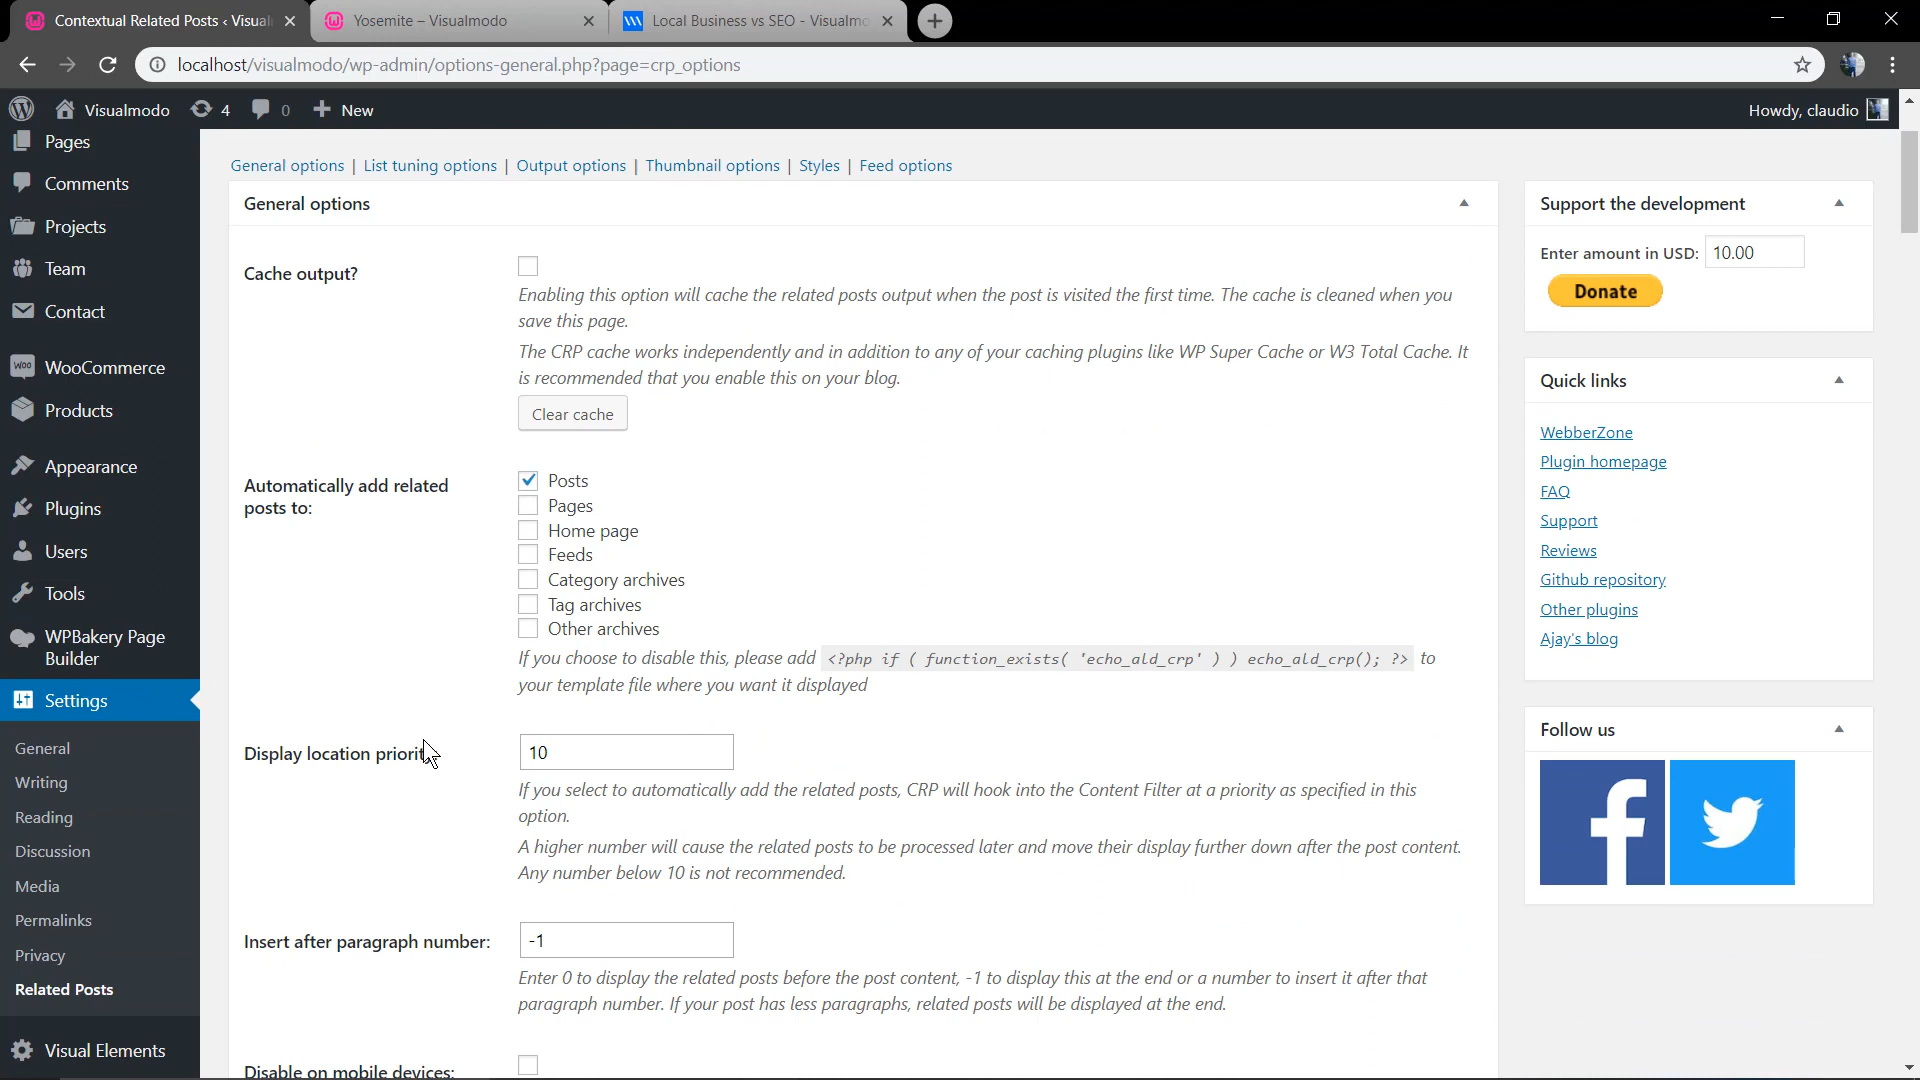 Contextual Related Posts ‹ Visual
Yosemite – Visualmodo
Local Business vs SEO - Visualmo
localhost/visualmodo/wp-admin/options-general.php?page=crp_options
Visualmodo 4 0 New
Howdy, claudio
Pages
Comments
Projects
Team
Contact
WooCommerce
Products
Appearance
Plugins
Users
Tools
WPBakery Page
Builder
Settings
General
Writing
Reading
Discussion
Media
Permalinks
Privacy
Related Posts
Visual Elements
General options | List tuning options | Output options | Thumbnail options | Styles | Feed options
General options
Cache output?
Enabling this option will cache the related posts output when the post is visited the first time. The cache is cleaned when you
save this page.
The CRP cache works independently and in addition to any of your caching plugins like WP Super Cache or W3 Total Cache. It
is recommended that you enable this on your blog.
Clear cache
Automatically add related
posts to:
Posts
Pages
Home page
Feeds
Category archives
Tag archives
Other archives
If you choose to disable this, please add <?php if ( function_exists( 'echo_ald_crp' ) ) echo_ald_crp(); ?> to
your template file where you want it displayed
Display location priorit
10
If you select to automatically add the related posts, CRP will hook into the Content Filter at a priority as specified in this
option.
A higher number will cause the related posts to be processed later and move their display further down after the post content.
Any number below 10 is not recommended.
Insert after paragraph number:
-1
Enter 0 to display the related posts before the post content, -1 to display this at the end or a number to insert it after that
paragraph number. If your post has less paragraphs, related posts will be displayed at the end.
Disable on mobile devices:
Support the development
Enter amount in USD: 10.00
Donate
Quick links
WebberZone
Plugin homepage
FAQ
Support
Reviews
Github repository
Other plugins
Ajay's blog
Follow us